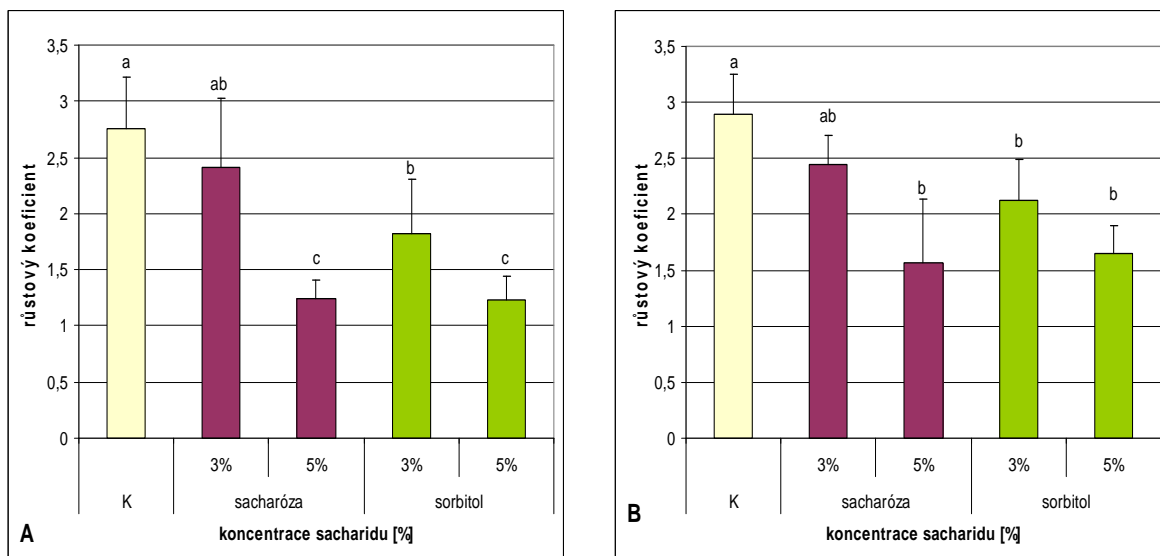 3,5
a
ab
3
2,5
b
2
růstový koeficient
1,5
c
c
1
0,5
0
3%
5%
3%
5%
K
sacharóza
sorbitol
A
koncentrace sacharidu [%]
3,5
a
3
ab
b
2,5
b
b
2
růstový koeficient
1,5
1
0,5
0
3%
5%
3%
5%
K
sacharóza
sorbitol
B
koncentrace sacharidu [%]